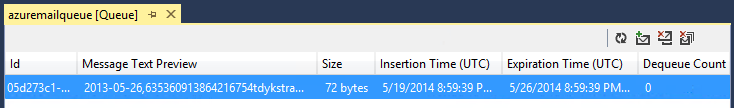 azuremailqueue [Queue]
Id Message Text Preview Size Insertion Time (UTC) Expiration Time (UTC) Dequeue Count
05d273c1-... 2013-05-26,635360913864216754tdykstra... 72 bytes 5/19/2014 8:59:39 P... 5/26/2014 8:59:39 PM... 0